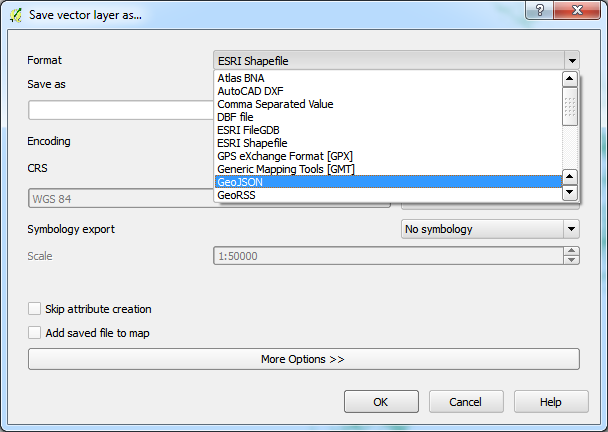 Save vector layer as...
Format
ESRI Shapefile
Atlas BNA
Save as
AutoCAD DXF
Comma Separated Value
DBF file
ESRI FileGDB
Encoding
ESRI Shapefile
GPS eXchange Format [GPX]
CRS
Generic Mapping Tools [GMT]
GeoJSON
WGS 84
GeoRSS
Symbology export
No symbology
Scale
1:50000
Skip attribute creation
Add saved file to map
More Options >>
OK
Cancel
Help